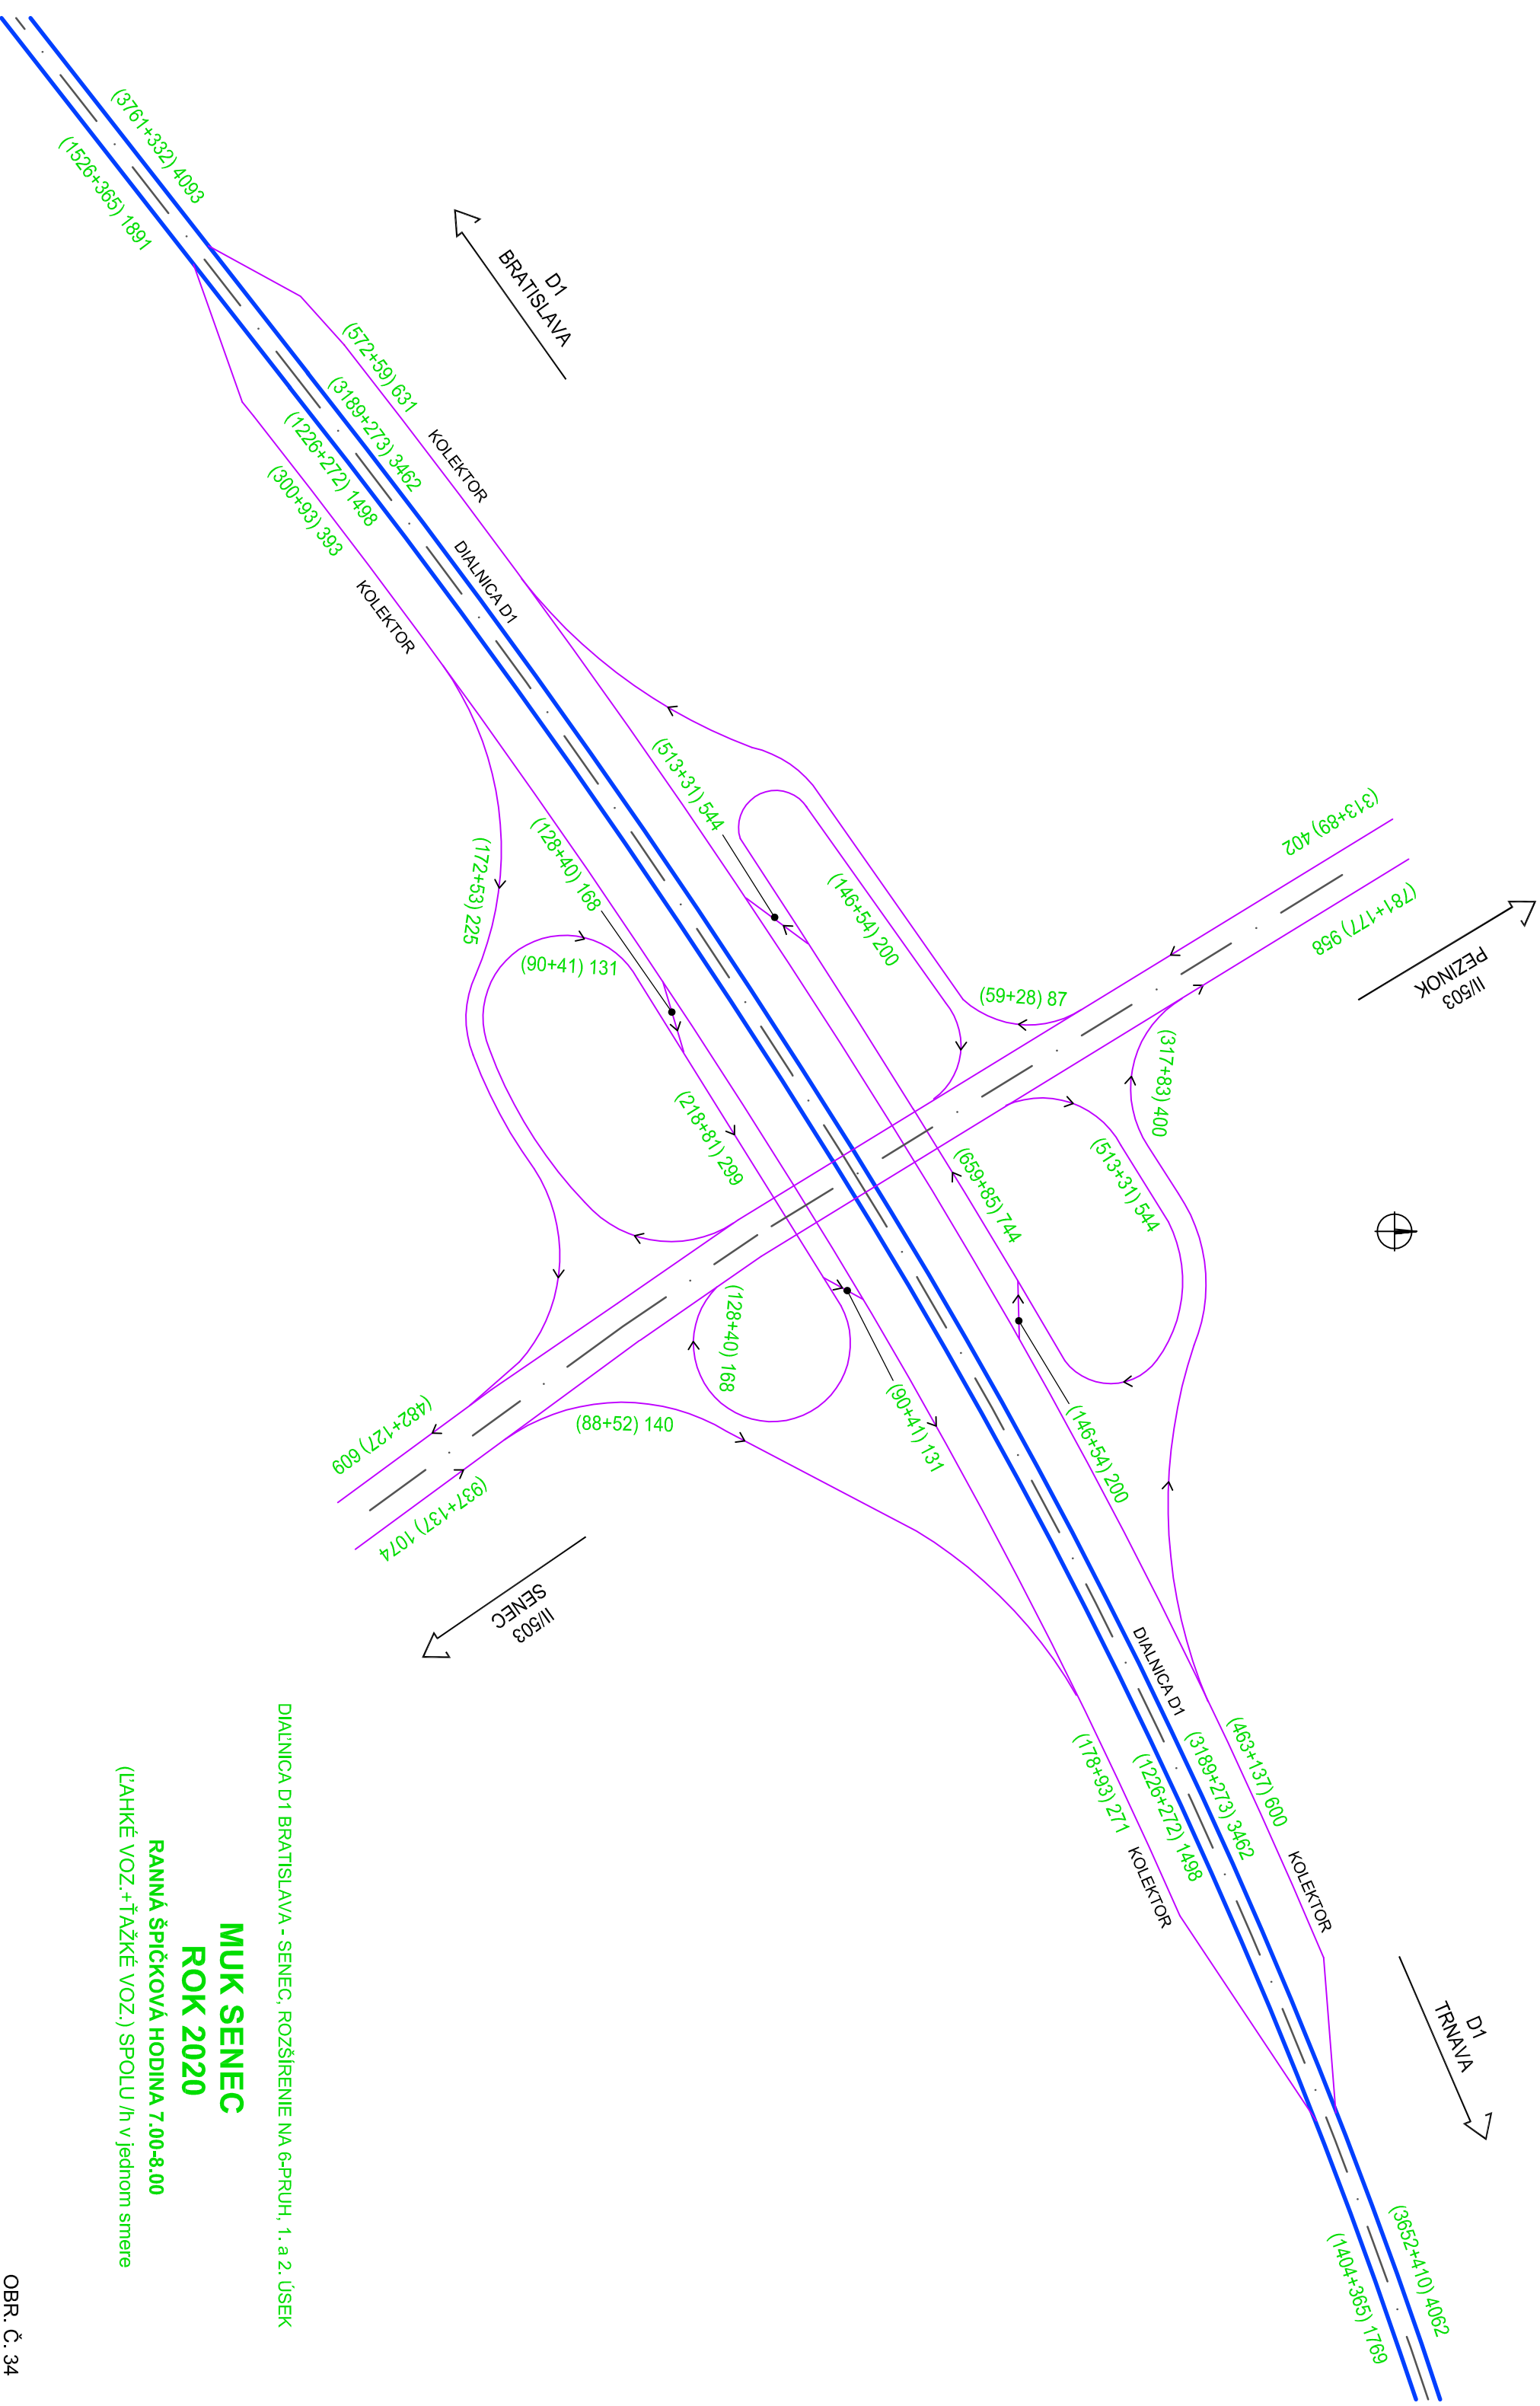 (3761+332) 4093
(1526+365) 1891
D1
BRATISLAVA
(572+59) 631
(3189+273) 3462
(1226+272) 1498
(300+93) 393
KOLEKTOR
DIALNICA D1
KOLEKTOR
(513+31) 544
(128+40) 168
(172+53) 225
(146+54) 200
(90+41) 131
(59+28) 87
(313+89) 402
(781+177) 958
II/503
PEZINOK
(317+83) 400
(513+31) 544
(659+85) 744
(218+81) 299
(128+40) 168
(90+41) 131
(146+54) 200
(88+52) 140
(482+127) 609
(937+137) 1074
II/503
SENEC
DIALNICA D1
(463+137) 600
(3189+273) 3462
(1226+272) 1498
(178+93) 271
KOLEKTOR
KOLEKTOR
D1
TRNAVA
(3652+410) 4062
(1404+365) 1769
DIAĽNICA D1 BRATISLAVA - SENEC, ROZŠÍRENIE NA 6-PRUH, 1. a 2. ÚSEK
MUK SENEC
ROK 2020
RANNÁ ŠPIČKOVÁ HODINA 7.00-8.00
(ĽAHKÉ VOZ.+ŤAŽKÉ VOZ.) SPOLU /h v jednom smere
OBR. Č. 34